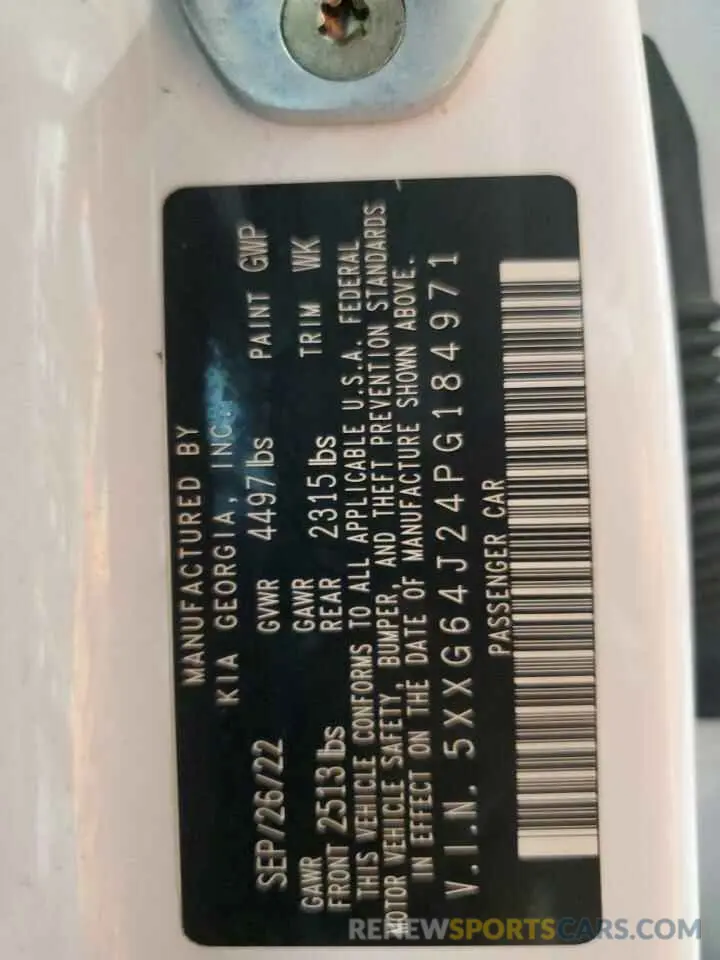 MANUFACTURED BY
KIA GEORGIA, INC.
SEP/26/22 GVWR 4497 lbs PAINT GWP
GAWR GAWR
FRONT 2513 lbs REAR 2315 lbs TRIM WK
THIS VEHICLE CONFORMS TO ALL APPLICABLE U.S.A. FEDERAL
MOTOR VEHICLE SAFETY, BUMPER, AND THEFT PREVENTION STANDARDS
IN EFFECT ON THE DATE OF MANUFACTURE SHOWN ABOVE.
V.I.N. 5XXG64J24PG184971
PASSENGER CAR
RENEWSPORTSCARS.COM